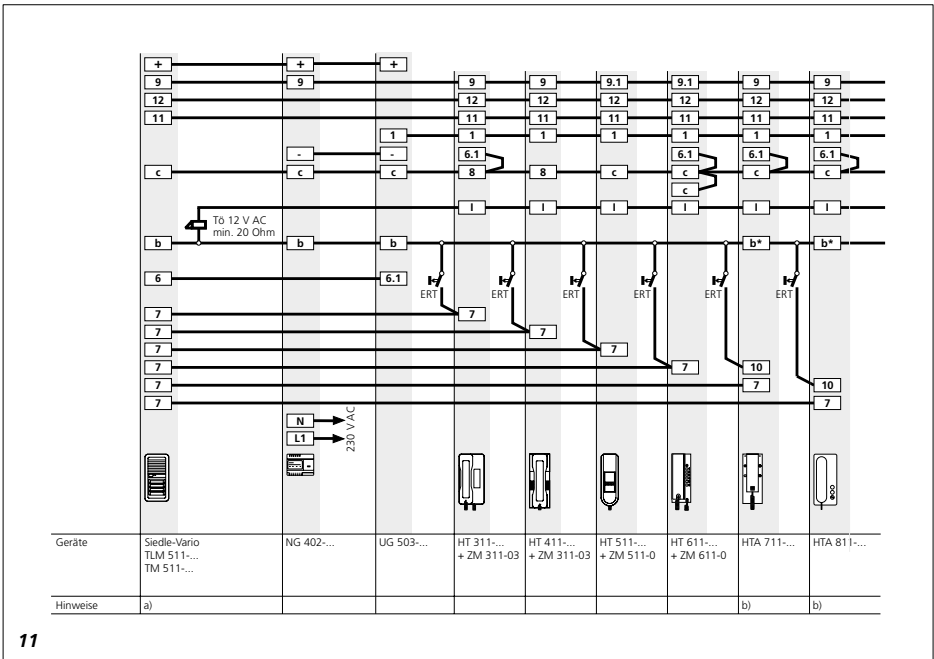 + + +
9 9 9 9 9.1 9.1 9 9
12 12 12 12 12 12 12
11 11 11 11 11 11 11
1 1 1 1 1 1 1
- - 6.1 6.1 6.1 6.1
c c c 8 8 c c c c
c
I I I I I I
Tö 12 V AC
min. 20 Ohm
b b b b* b*
6 6.1
ERT ERT ERT ERT ERT ERT
7 7
7 7
7 7
7 7 10
7 7 10
7 7
N
L1
230 V AC
Geräte
Siedle-Vario
TLM 511-...
TM 511-...
NG 402-...
UG 503-...
HT 311-...
+ ZM 311-03
HT 411-...
+ ZM 311-03
HT 511-...
+ ZM 511-0
HT 611-...
+ ZM 611-0
HTA 711-...
HTA 811-...
Hinweise a) b) b)
11